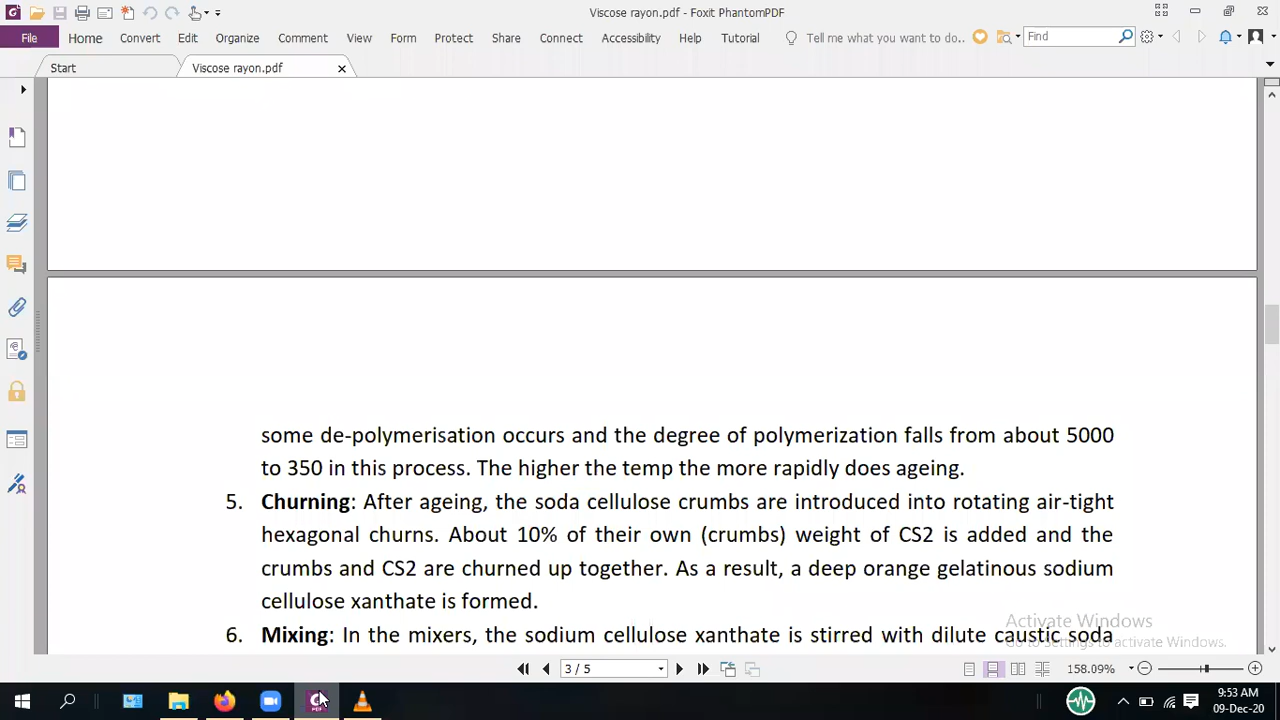 Viscose rayon.pdf - Foxit PhantomPDF
File Home Convert Edit Organize Comment View Form Protect Share Connect Accessibility Help Tutorial Tell me what you want to do.. Find
Start Viscose rayon.pdf
some de-polymerisation occurs and the degree of polymerization falls from about 5000
to 350 in this process. The higher the temp the more rapidly does ageing.
5. Churning: After ageing, the soda cellulose crumbs are introduced into rotating air-tight
hexagonal churns. About 10% of their own (crumbs) weight of CS2 is added and the
crumbs and CS2 are churned up together. As a result, a deep orange gelatinous sodium
cellulose xanthate is formed.
Activate Windows
6. Mixing: In the mixers, the sodium cellulose xanthate is stirred with dilute caustic soda
Go to Settings to activate Windows.
3 / 5 158.09%
9:53 AM
09-Dec-20